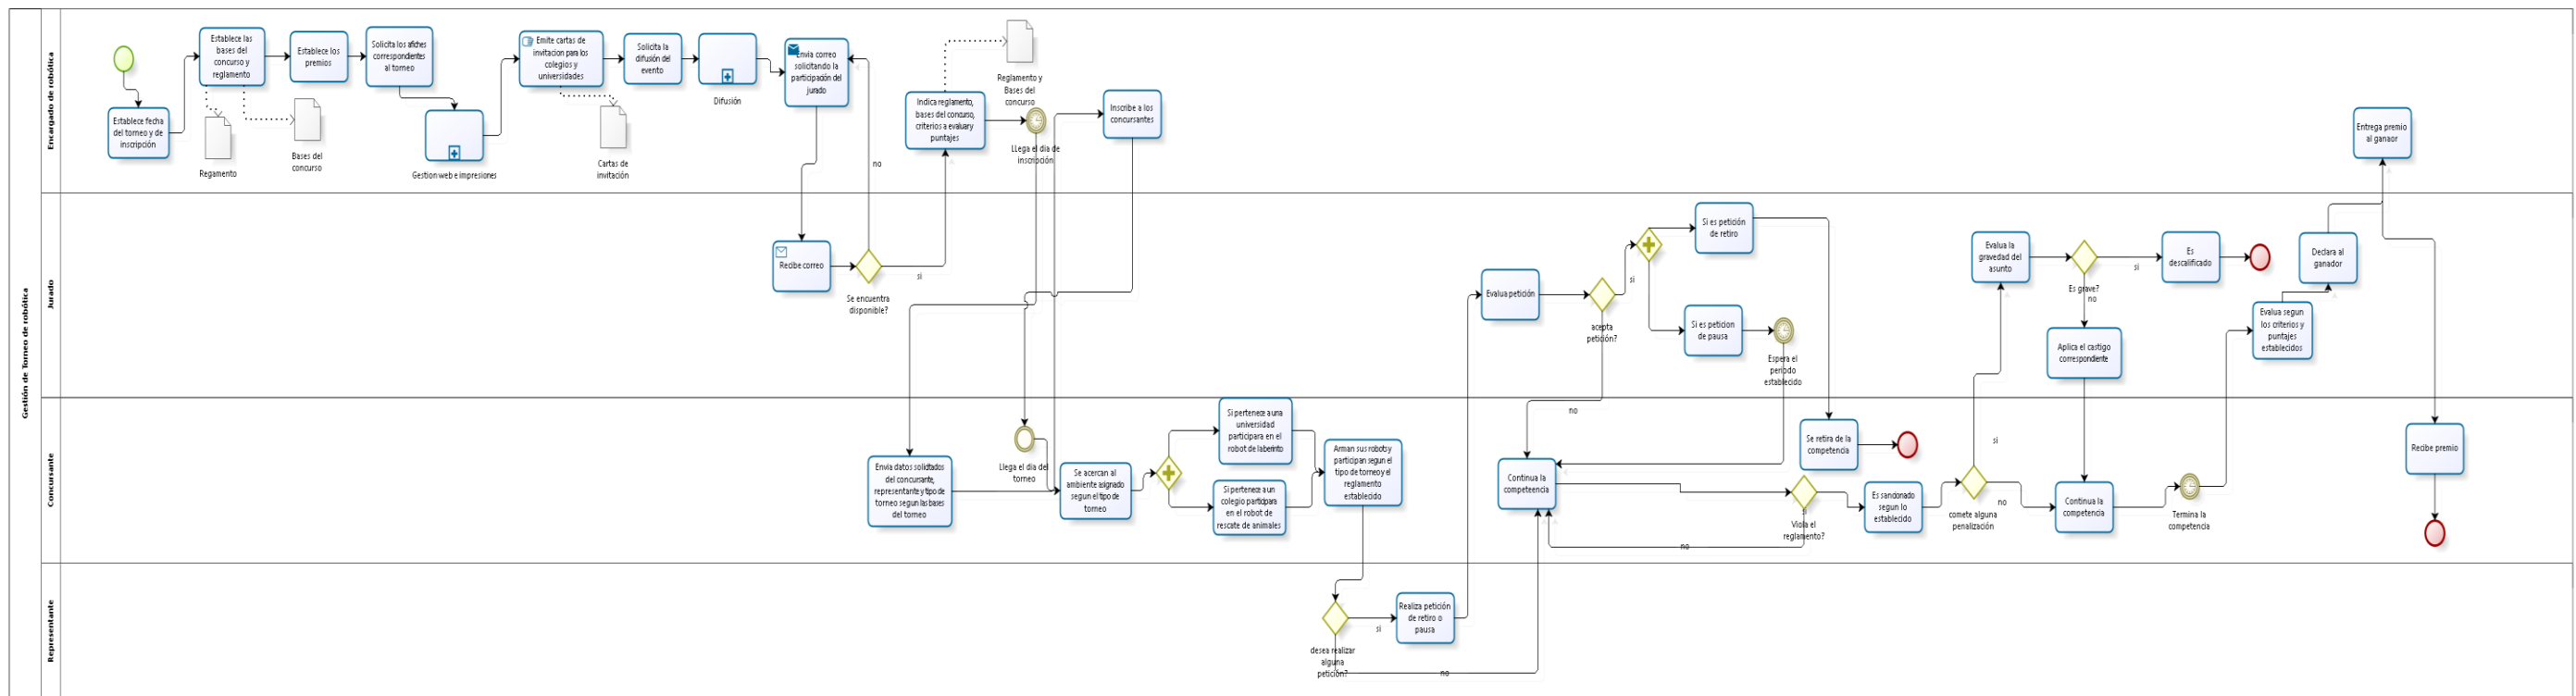 Gestión de Torneo de robótica
Encargado de robótica
Establece fecha
del torneo y de
inscripción
Establece las
bases del
concurso y
reglamento
Regamento
Bases del
concurso
Establece los
premios
Solicita los afiches
correspondientes
al torneo
Gestion web e impresiones
Emite cartas de
invitacion para los
colegios y
universidades
Cartas de
invitación
Solicita la
difusión del
evento
Difusión
Envia correo
solicitando la
participación del
jurado
no
Indica reglamento,
bases del concurso,
criterios a evaluar y
puntajes
Reglamento y
Bases del
concurso
LLega el dia de
inscripción
Inscribe a los
concursantes
Entrega premio
al ganaor
Jurado
Recibe correo
Se encuentra
disponible?
si
Evalua petición
acepta
petición?
si
no
Si es petición
de retiro
Si es peticion
de pausa
Espera el
periodo
establecido
Evalua la
gravedad del
asunto
Es grave?
no
si
Es
descalificado
Aplica el castigo
correspondiente
Evalua segun
los criterios y
puntajes
establecidos
Declara al
ganador
Concursante
Envia datos solicitados
del concursante,
representante y tipo de
torneo segun las bases
del torneo
Llega el dia del
torneo
Se acercan al
ambiente asignado
segun el tipo de
torneo
Si pertenece a una
universidad
participara en el
robot de laberinto
Si pertenece a un
colegio participara
en el robot de
rescate de animales
Arman sus robots y
participan segun el
tipo de torneo y el
reglamento
establecido
Continua la
competeencia
Se retira de la
competencia
si
Viola el
reglamento?
no
Es sandonado
segun lo
establecido
si
comete alguna
penalización
no
Continua la
competencia
Termina la
competencia
Recibe premio
Representante
desea realizar
alguna
petición?
si
no
Realiza petición
de retiro o
pausa